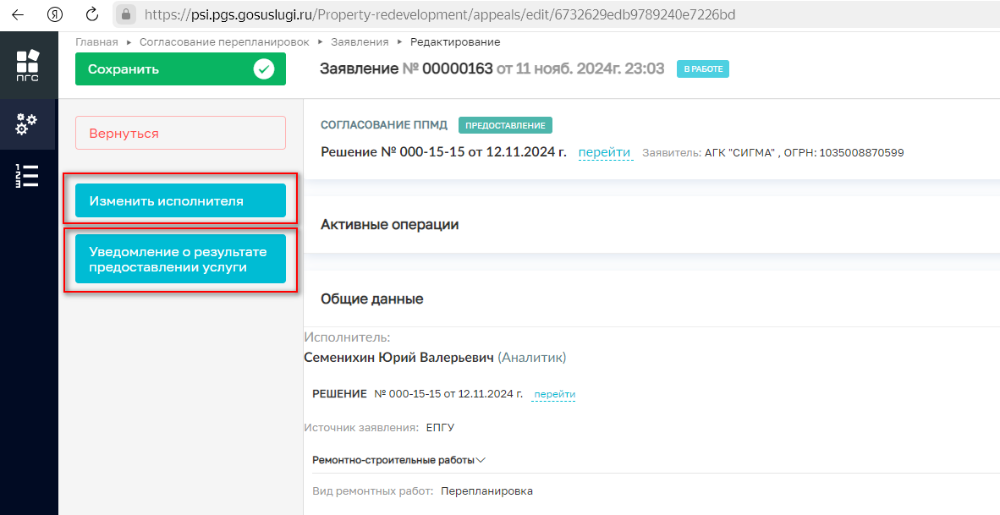 https://psi.pgs.gosuslugi.ru/Property-redevelopment/appeals/edit/6732629edb9789240e7226bd
ПГС
Главная ▸ Согласование перепланировок ▸ Заявления ▸ Редактирование
Сохранить
Заявление № 00000163 от 11 нояб. 2024г. 23:03 В РАБОТЕ
Вернуться
Изменить исполнителя
Уведомление о результате
предоставлении услуги
СОГЛАСОВАНИЕ ППМД ПРЕДОСТАВЛЕНИЕ
Решение № 000-15-15 от 12.11.2024 г. перейти Заявитель: АГК "СИГМА" , ОГРН: 1035008870599
Активные операции
Общие данные
Исполнитель:
Семенихин Юрий Валерьевич (Аналитик)
РЕШЕНИЕ № 000-15-15 от 12.11.2024 г. перейти
Источник заявления: ЕПГУ
Ремонтно-строительные работы
Вид ремонтных работ: Перепланировка